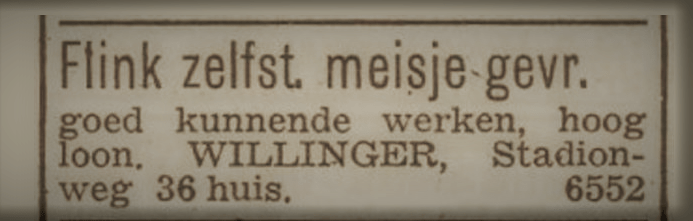 Flink zelfst. meisje gevr.
goed kunnende werken, hoog
loon. WILLINGER, Stadion-
weg 36 huis. 6552